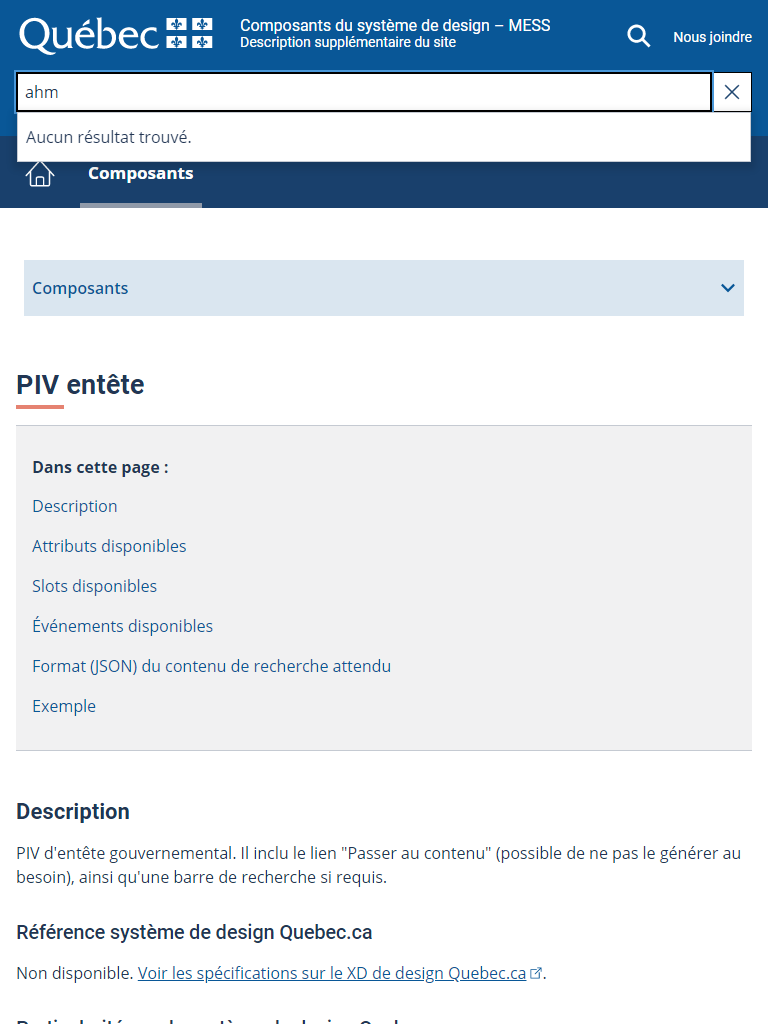 Québec
Composants du système de design – MESS
Description supplémentaire du site
Nous joindre
ahm
Aucun résultat trouvé.
Composants
Composants
PIV entête
Dans cette page :
Description
Attributs disponibles
Slots disponibles
Événements disponibles
Format (JSON) du contenu de recherche attendu
Exemple
Description
PIV d'entête gouvernemental. Il inclu le lien "Passer au contenu" (possible de ne pas le générer au
besoin), ainsi qu'une barre de recherche si requis.
Référence système de design Quebec.ca
Non disponible. Voir les spécifications sur le XD de design Quebec.ca.